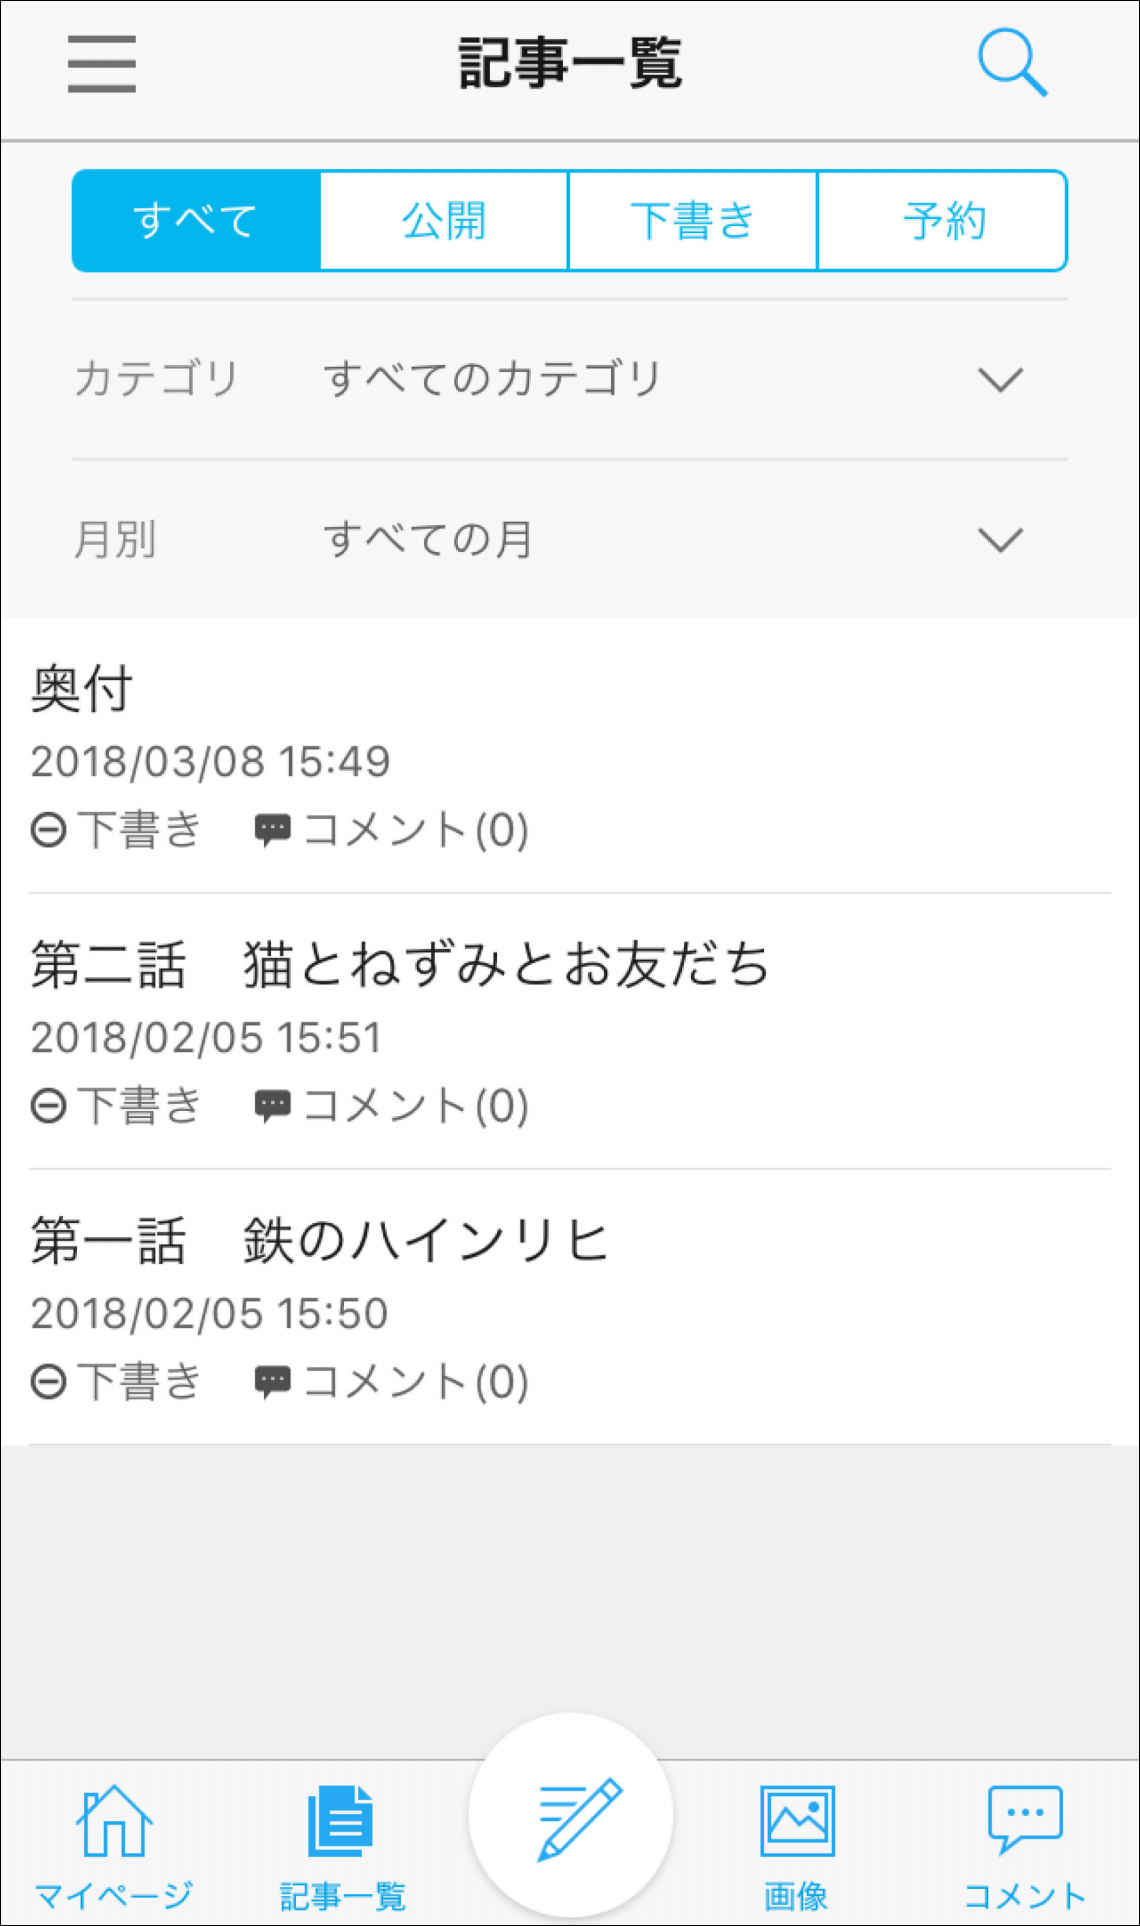 記事一覧
すべて 公開 下書き 予約
カテゴリ すべてのカテゴリ
月別 すべての月
奥付
2018/03/08 15:49
下書き コメント(0)
第二話　猫とねずみとお友だち
2018/02/05 15:51
下書き コメント(0)
第一話　鉄のハインリヒ
2018/02/05 15:50
下書き コメント(0)
マイページ 記事一覧 画像 コメント